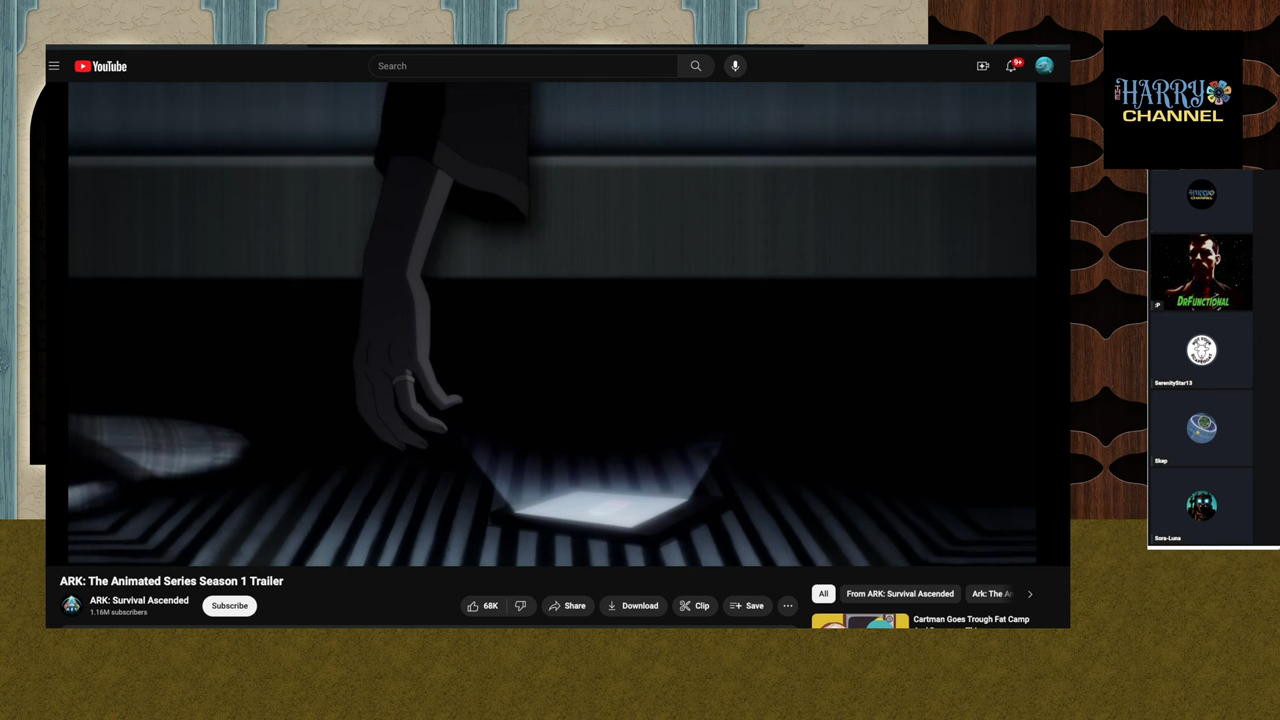 YouTube
Search
9+
THE
HARRY
CHANNEL
DRFUNCTIONAL
:P
SerenityStar13
Skep
Sora-Luna
ARK: The Animated Series Season 1 Trailer
ARK: Survival Ascended
1.16M subscribers
Subscribe
68K
Share
Download
Clip
Save
All
From ARK: Survival Ascended
Ark: The An
Cartman Goes Trough Fat Camp